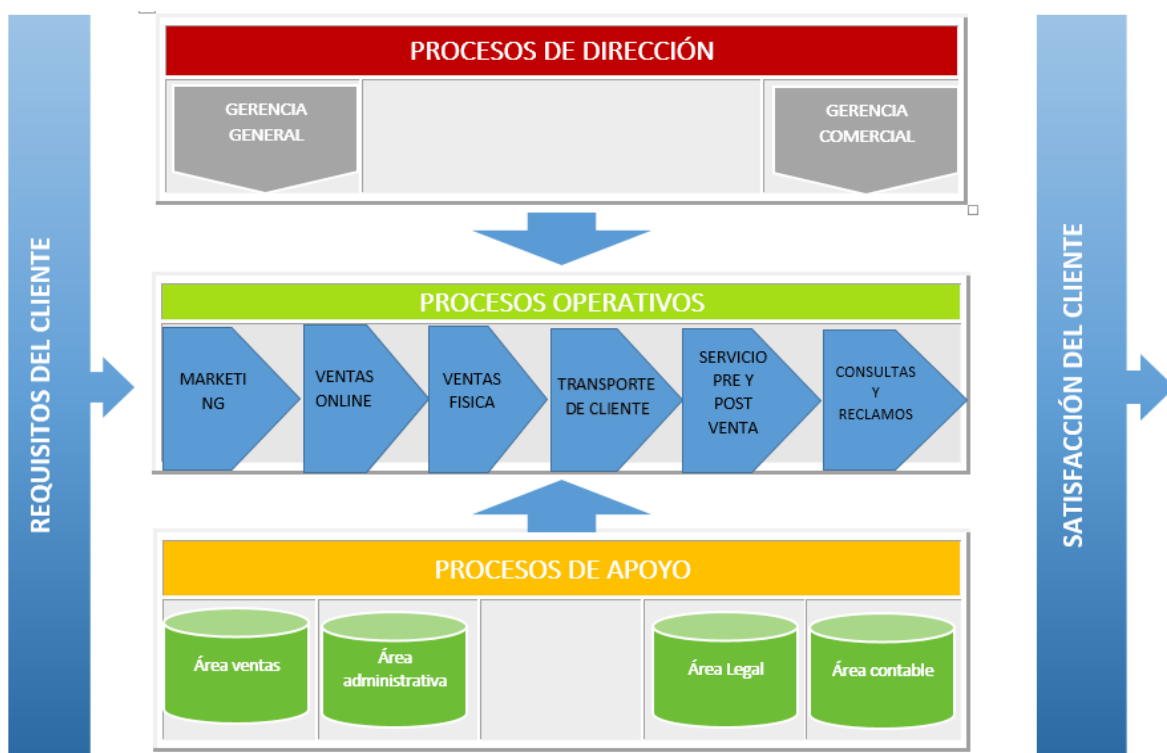 REQUISITOS DEL CLIENTE
PROCESOS DE DIRECCIÓN
GERENCIA
GENERAL
GERENCIA
COMERCIAL
PROCESOS OPERATIVOS
MARKETI
NG
VENTAS
ONLINE
VENTAS
FISICA
TRANSPORTE
DE CLIENTE
SERVICIO
PRE Y
POST
VENTA
CONSULTAS
Y
RECLAMOS
PROCESOS DE APOYO
Área ventas
Área
administrativa
Área Legal
Área contable
SATISFACCIÓN DEL CLIENTE